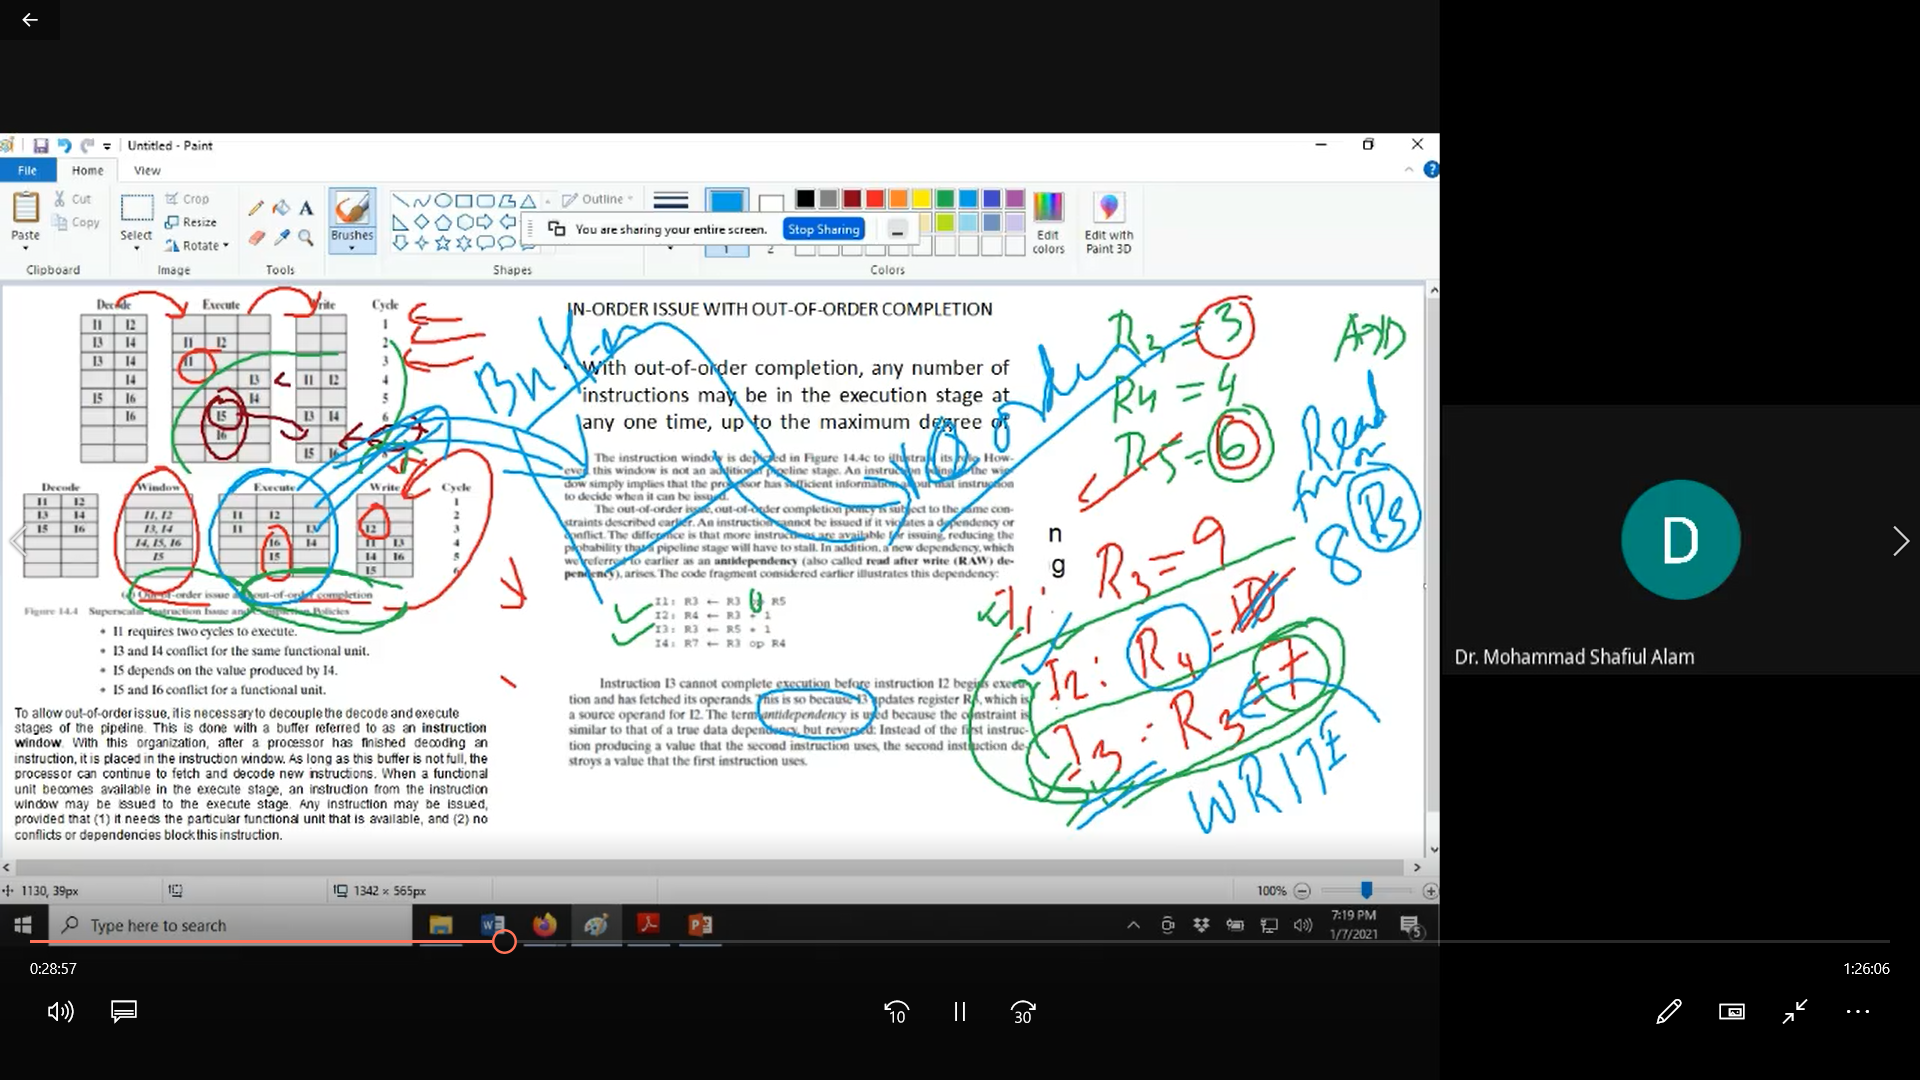 Untitled - Paint
File Home View
Paste
Cut
Copy
Clipboard
Select
Crop
Resize
Rotate
Image
Tools
Brushes
Outline
Shapes
You are sharing your entire screen.
Stop Sharing
1 2
Colors
Edit colors
Edit with Paint 3D
Decode Execute Write Cycle
I1 I2 1
I3 I4 I1 I2 2
I3 I4 I1 3
I4 I3 I1 I2 4
I5 I6 I4 5
I6 I5 I3 I4 6
I6
I5 I6 8
Decode Window Execute Write Cycle
I1 I2 1
I3 I4 I1, I2 I1 I2 2
I5 I6 I3, I4 I1 I3 I2 3
I4, I5, I6 I6 I4 I1 I3 4
I5 I5 I4 I6 5
I5 6
(c) Out-of-order issue and out-of-order completion
Figure 14.4 Superscalar Instruction Issue and Completion Policies
• I1 requires two cycles to execute.
• I3 and I4 conflict for the same functional unit.
• I5 depends on the value produced by I4.
• I5 and I6 conflict for a functional unit.
To allow out-of-order issue, it is necessary to decouple the decode and execute
stages of the pipeline. This is done with a buffer referred to as an instruction
window. With this organization, after a processor has finished decoding an
instruction, it is placed in the instruction window. As long as this buffer is not full, the
processor can continue to fetch and decode new instructions. When a functional
unit becomes available in the execute stage, an instruction from the instruction
window may be issued to the execute stage. Any instruction may be issued,
provided that (1) it needs the particular functional unit that is available, and (2) no
conflicts or dependencies block this instruction.
IN-ORDER ISSUE WITH OUT-OF-ORDER COMPLETION
With out-of-order completion, any number of
instructions may be in the execution stage at
any one time, up to the maximum degree of
n
g
The instruction window is depicted in Figure 14.4c to illustrate its role. How-
ever, this window is not an additional pipeline stage. An instruction being in the win-
dow simply implies that the processor has sufficient information about that instruction
to decide when it can be issued.
The out-of-order issue, out-of-order completion policy is subject to the same con-
straints described earlier. An instruction cannot be issued if it violates a dependency or
conflict. The difference is that more instructions are available for issuing, reducing the
probability that a pipeline stage will have to stall. In addition, a new dependency, which
we referred to earlier as an antidependency (also called read after write (RAW) de-
pendency), arises. The code fragment considered earlier illustrates this dependency:
I1: R3 ← R3 op R5
I2: R4 ← R3 + 1
I3: R3 ← R5 + 1
I4: R7 ← R3 op R4
Instruction I3 cannot complete execution before instruction I2 begins execu-
tion and has fetched its operands. This is so because I3 updates register R3, which is
a source operand for I2. The term antidependency is used because the constraint is
similar to that of a true data dependency, but reversed: Instead of the first instruc-
tion producing a value that the second instruction uses, the second instruction de-
stroys a value that the first instruction uses.
order
R3 = 3
R4 = 4
R5 = 6
ADD
Read
from
R3
8
I1: R3 = 9
I2: R4 = 10
I3: R3 = 7
WRITE
1130, 39px
1342 × 565px
100%
Type here to search
7:19 PM
1/7/2021
5
D
Dr. Mohammad Shafiul Alam
0:28:57
1:26:06
10
30